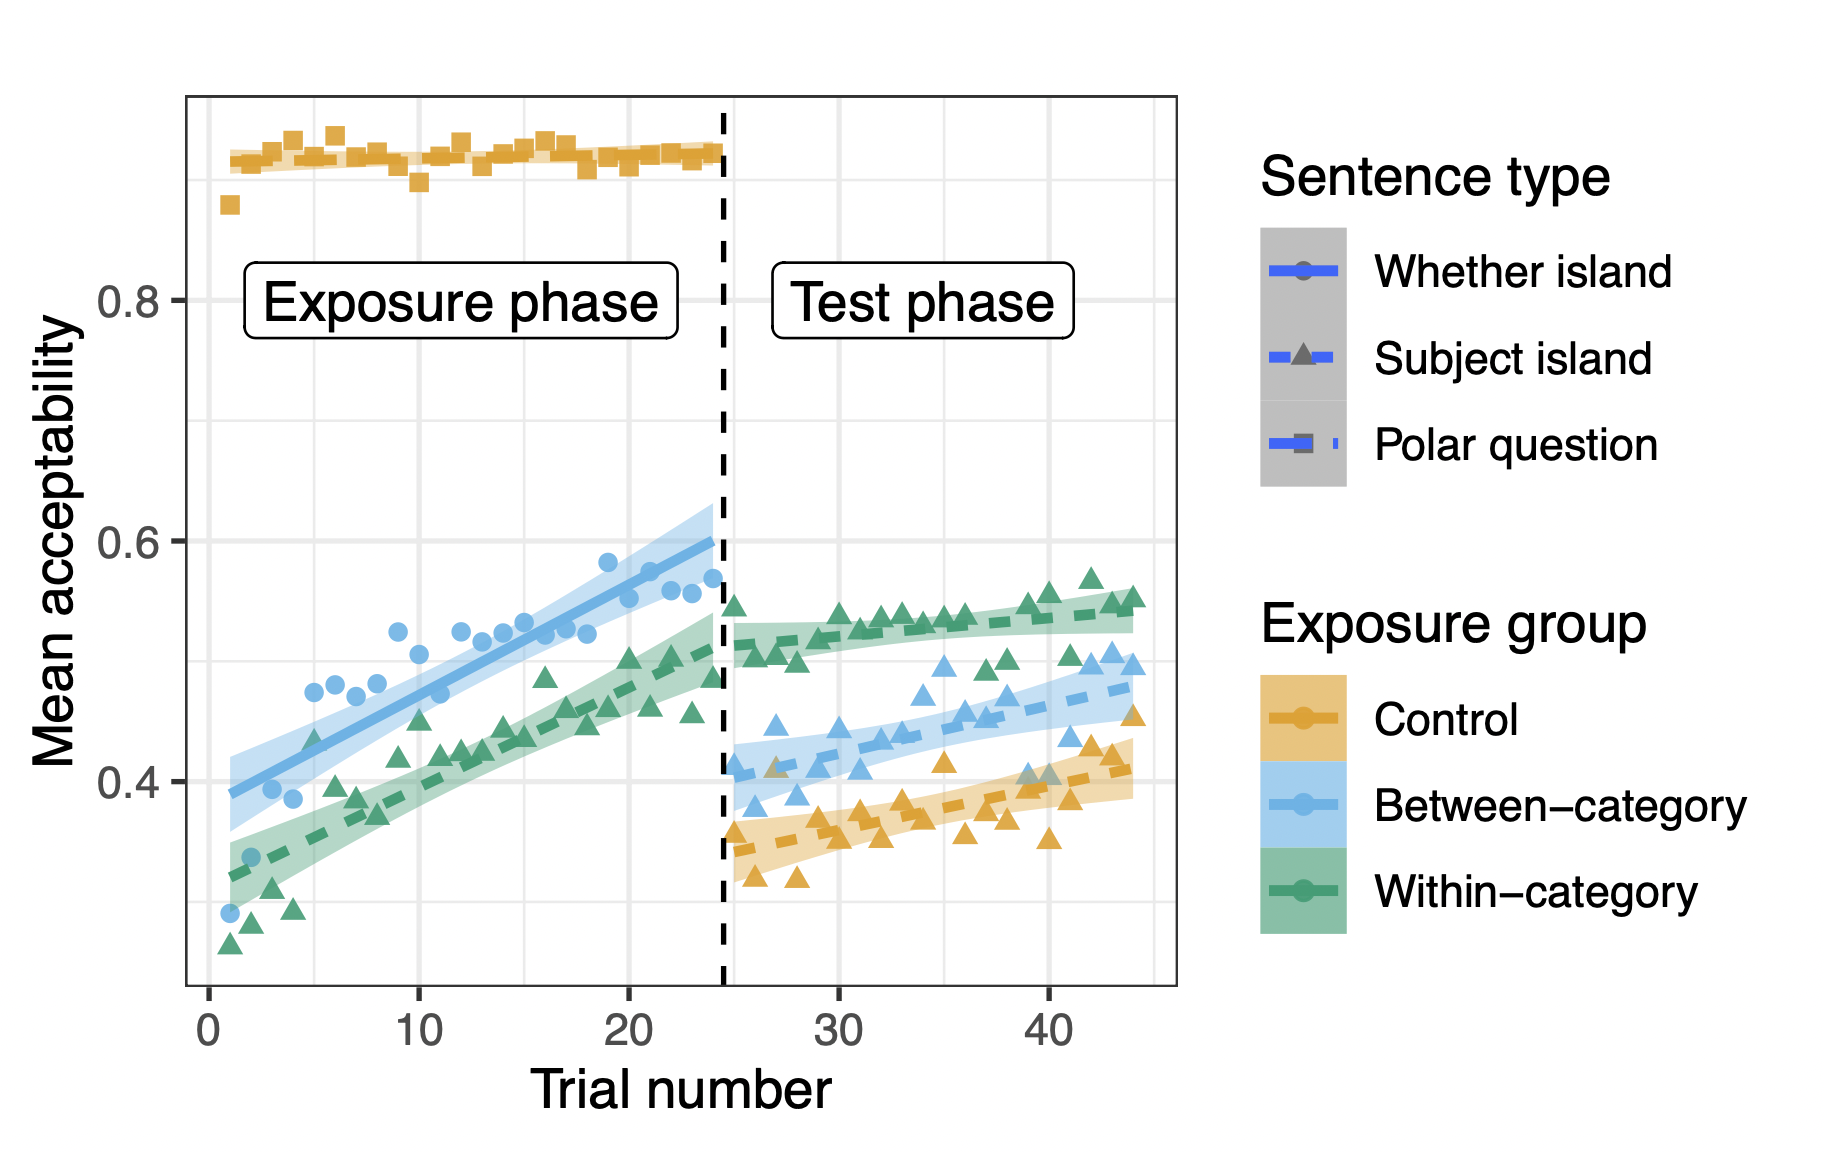 Exposure phase
Test phase
0.8
0.6
0.4
Mean acceptability
0
10
20
30
40
Trial number
Sentence type
Whether island
Subject island
Polar question
Exposure group
Control
Between−category
Within−category